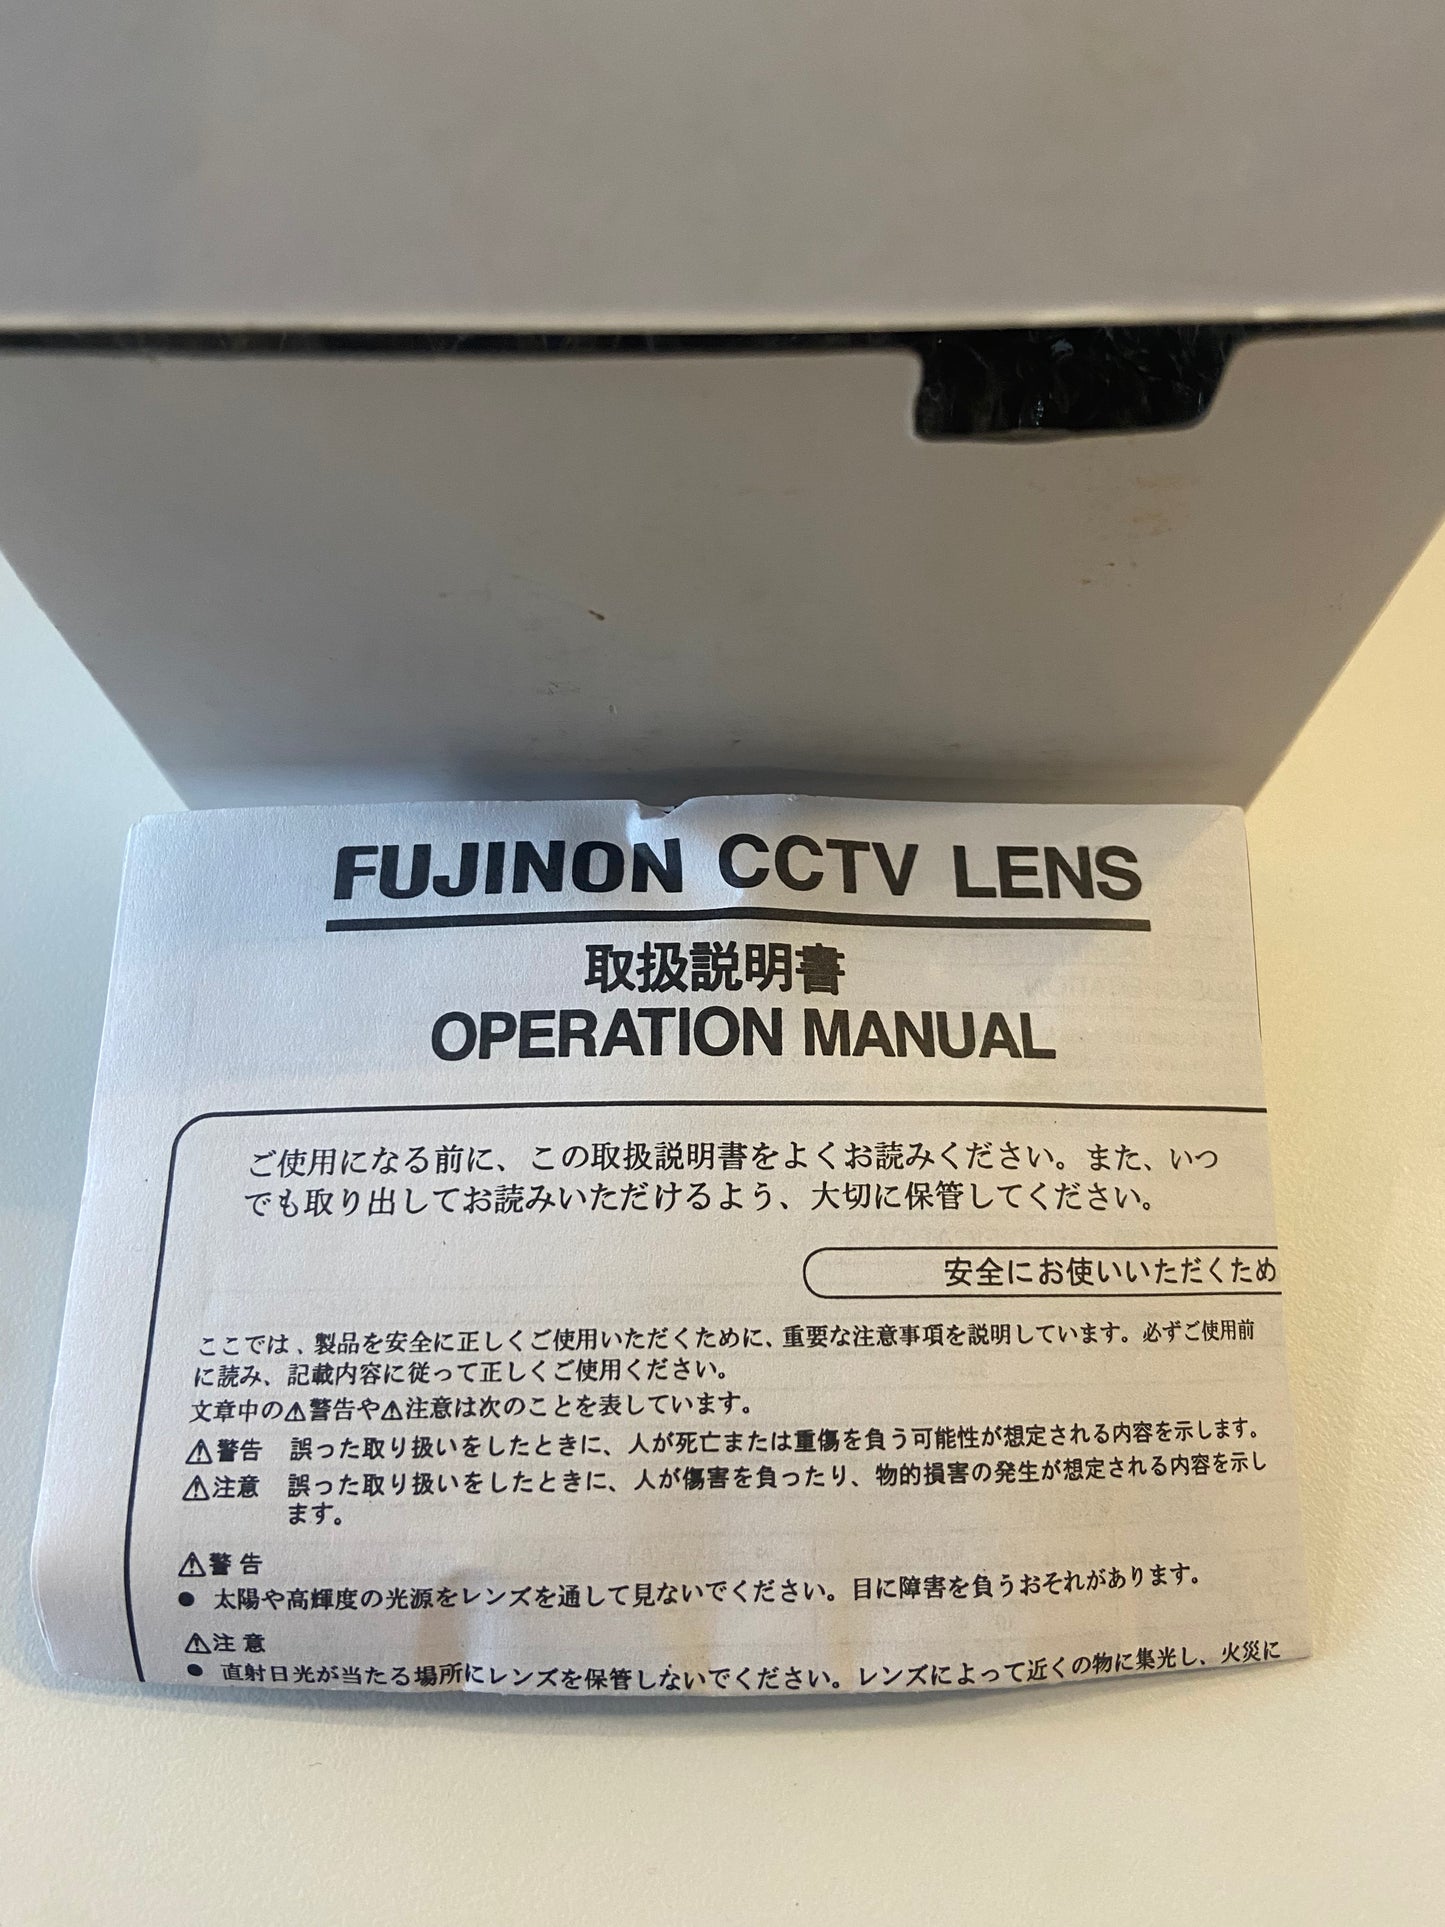 FUJINON CCTV LENS
取扱説明書
OPERATION MANUAL
ご使用になる前に、この取扱説明書をよくお読みください。また、いつ
でも取り出してお読みいただけるよう、大切に保管してください。
安全にお使いいただくため
ここでは、製品を安全に正しくご使用いただくために、重要な注意事項を説明しています。必ずご使用前
に読み、記載内容に従って正しくご使用ください。
文章中の⚠警告や⚠注意は次のことを表しています。
⚠警告 誤った取り扱いをしたときに、人が死亡または重傷を負う可能性が想定される内容を示します。
⚠注意 誤った取り扱いをしたときに、人が傷害を負ったり、物的損害の発生が想定される内容を示し
ます。
⚠警告
● 太陽や高輝度の光源をレンズを通して見ないでください。目に障害を負うおそれがあります。
⚠注意
● 直射日光が当たる場所にレンズを保管しないでください。レンズによって近くの物に集光し、火災に